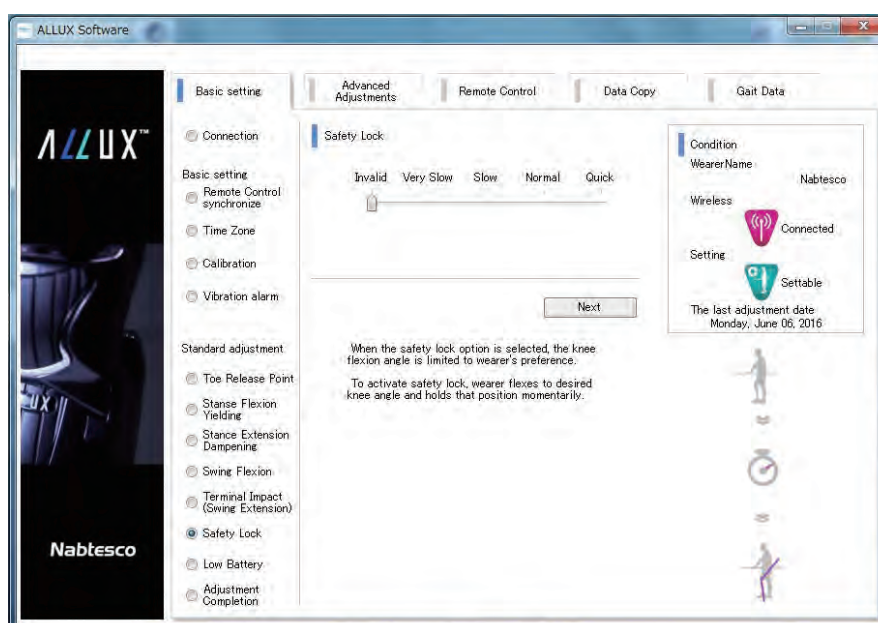 ALLUX Software
Basic setting
Advanced
Adjustments
Remote Control
Data Copy
Gait Data
ALLUX™
Connection
Basic setting
Remote Control
synchronize
Time Zone
Calibration
Vibration alarm
Standard adjustment
Toe Release Point
Stanse Flexion
Yielding
Stance Extension
Dampening
Swing Flexion
Terminal Impact
(Swing Extension)
Safety Lock
Low Battery
Adjustment
Completion
UX
Nabtesco
Safety Lock
Invalid Very Slow Slow Normal Quick
Next
When the safety lock option is selected, the knee
flexion angle is limited to wearer's preference.
To activate safety lock, wearer flexes to desired
knee angle and holds that position momentarily.
Condition
WearerName
Nabtesco
Wireless
Connected
Setting
Settable
The last adjustment date
Monday, June 06, 2016